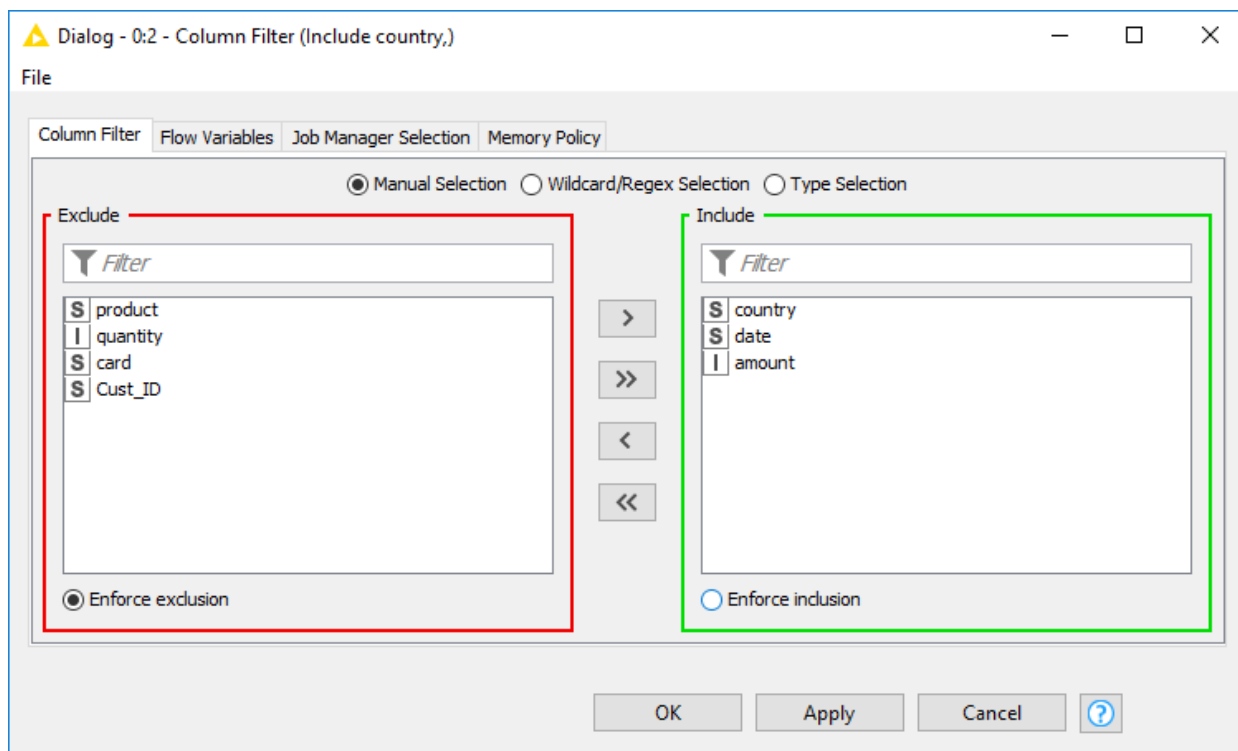 Dialog - 0:2 - Column Filter (Include country,)
File
Column Filter Flow Variables Job Manager Selection Memory Policy
Manual Selection Wildcard/Regex Selection Type Selection
Exclude
Filter
S product
I quantity
S card
S Cust_ID
Enforce exclusion
>
>>
<
<<
Include
Filter
S country
S date
I amount
Enforce inclusion
OK Apply Cancel ?